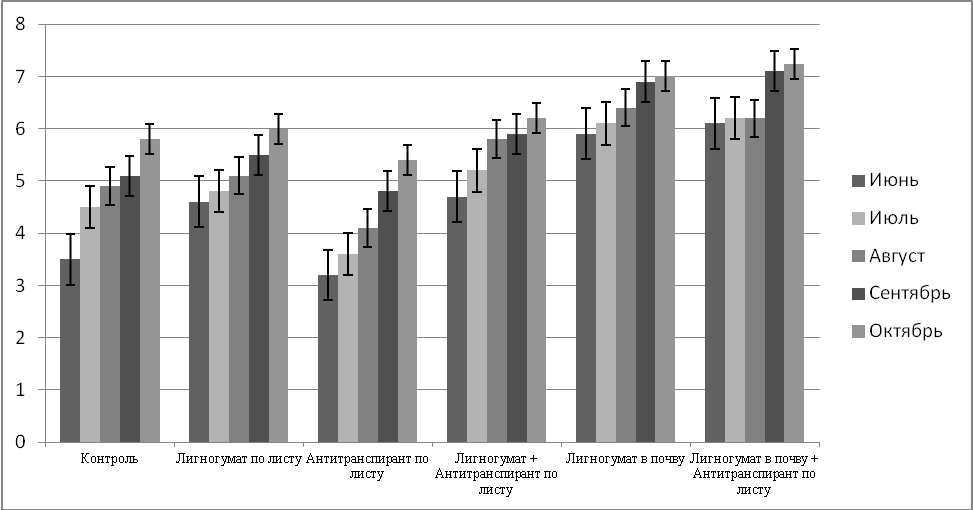 8
7
6
5
4
3
2
1
0
Контроль
Лигногумат по листу
Антитранспирант по
листу
Лигногумат +
Антитранспирант по
листу
Лигногумат в почву
Лигногумат в почву +
Антитранспирант по
листу
Июнь
Июль
Август
Сентябрь
Октябрь